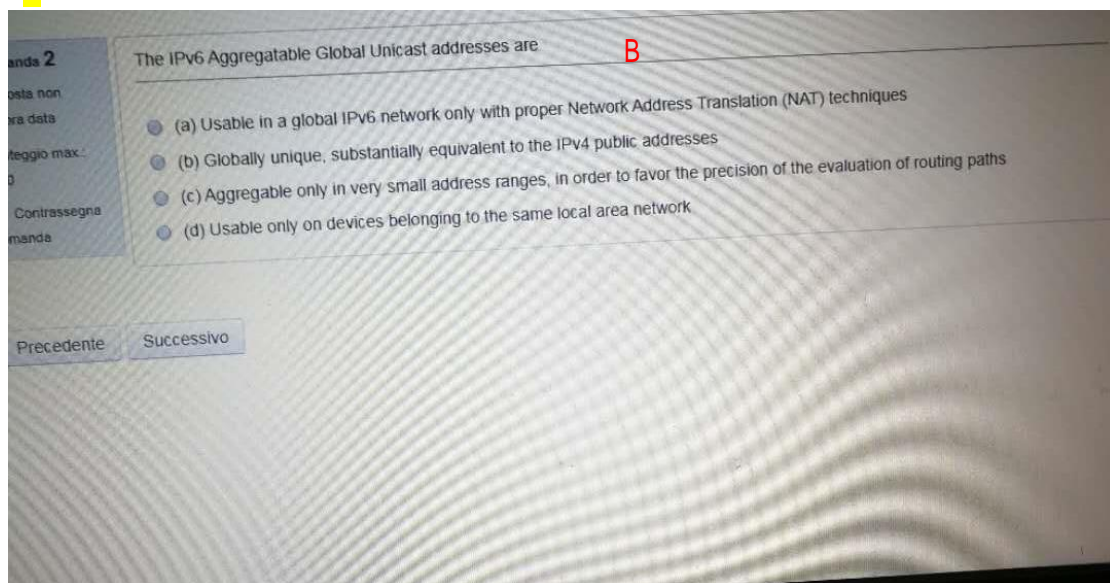 anda 2
osta non
ora data
teggio max.:
Contrassegna
manda
The IPv6 Aggregatable Global Unicast addresses are B
(a) Usable in a global IPv6 network only with proper Network Address Translation (NAT) techniques
(b) Globally unique, substantially equivalent to the IPv4 public addresses
(c) Aggregable only in very small address ranges, in order to favor the precision of the evaluation of routing paths
(d) Usable only on devices belonging to the same local area network
Precedente Successivo